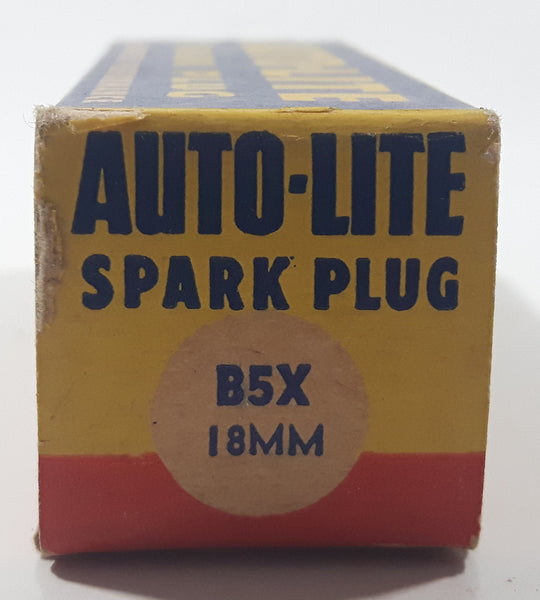 AUTO-LITE
SPARK PLUG
B5X
18MM